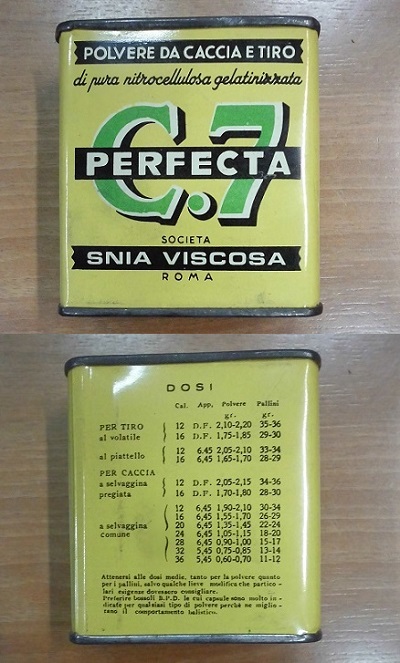 POLVERE DA CACCIA E TIRO
di pura nitrocellulosa gelatinizzata
C.7
PERFECTA
SOCIETA
SNIA VISCOSA
ROMA
DOSI
Cal. App. Polvere Pallini
gr. gr.
PER TIRO 12 D.F. 2,10-2,20 35-36
al volatile 16 D.F. 1,75-1,85 29-30
al piattello 12 6,45 2,05-2,10 33-34
16 6,45 1,65-1,70 28-29
PER CACCIA
a selvaggina 12 D.F. 2,05-2,15 34-36
pregiata 16 D.F. 1,70-1,80 28-30
12 6,45 1,90-2,10 30-34
16 6,45 1,55-1,70 26-29
a selvaggina 20 6,45 1,35-1,45 22-24
comune 24 6,45 1,05-1,15 18-20
28 6,45 0,90-1,00 15-17
32 5,45 0,75-0,85 13-14
36 5,45 0,60-0,70 11-12
Attenersi alle dosi medie, tanto per la polvere quanto
per i pallini, salvo qualche lieve modifica che partico-
lari esigenze dovessero consigliare.
Preferire bossoli B.P.D. le cui capsule sono molto in-
dicate per qualsiasi tipo di polvere perchè ne miglio-
rano il comportamento balistico.